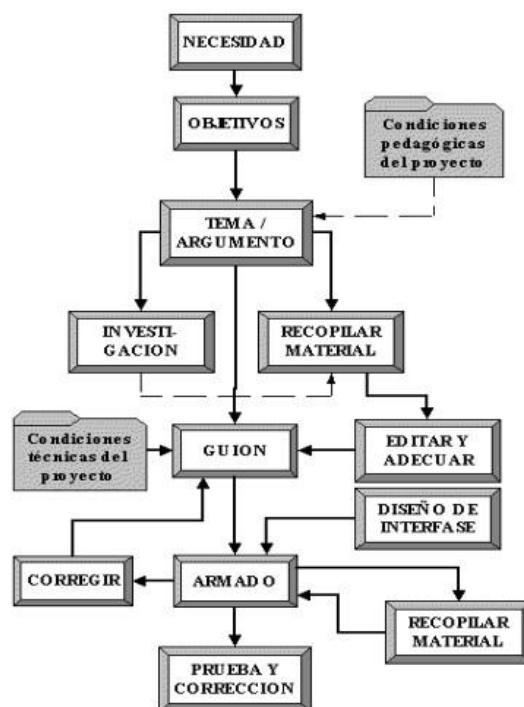 NECESIDAD
OBJETIVOS
Condiciones
pedagógicas
del proyecto
TEMA /
ARGUMENTO
INVESTI-
GACION
RECOPILAR
MATERIAL
Condiciones
técnicas del
proyecto
GUION
EDITAR Y
ADECUAR
DISEÑO DE
INTERFASE
CORREGIR
ARMADO
RECOPILAR
MATERIAL
PRUEBA Y
CORRECCION